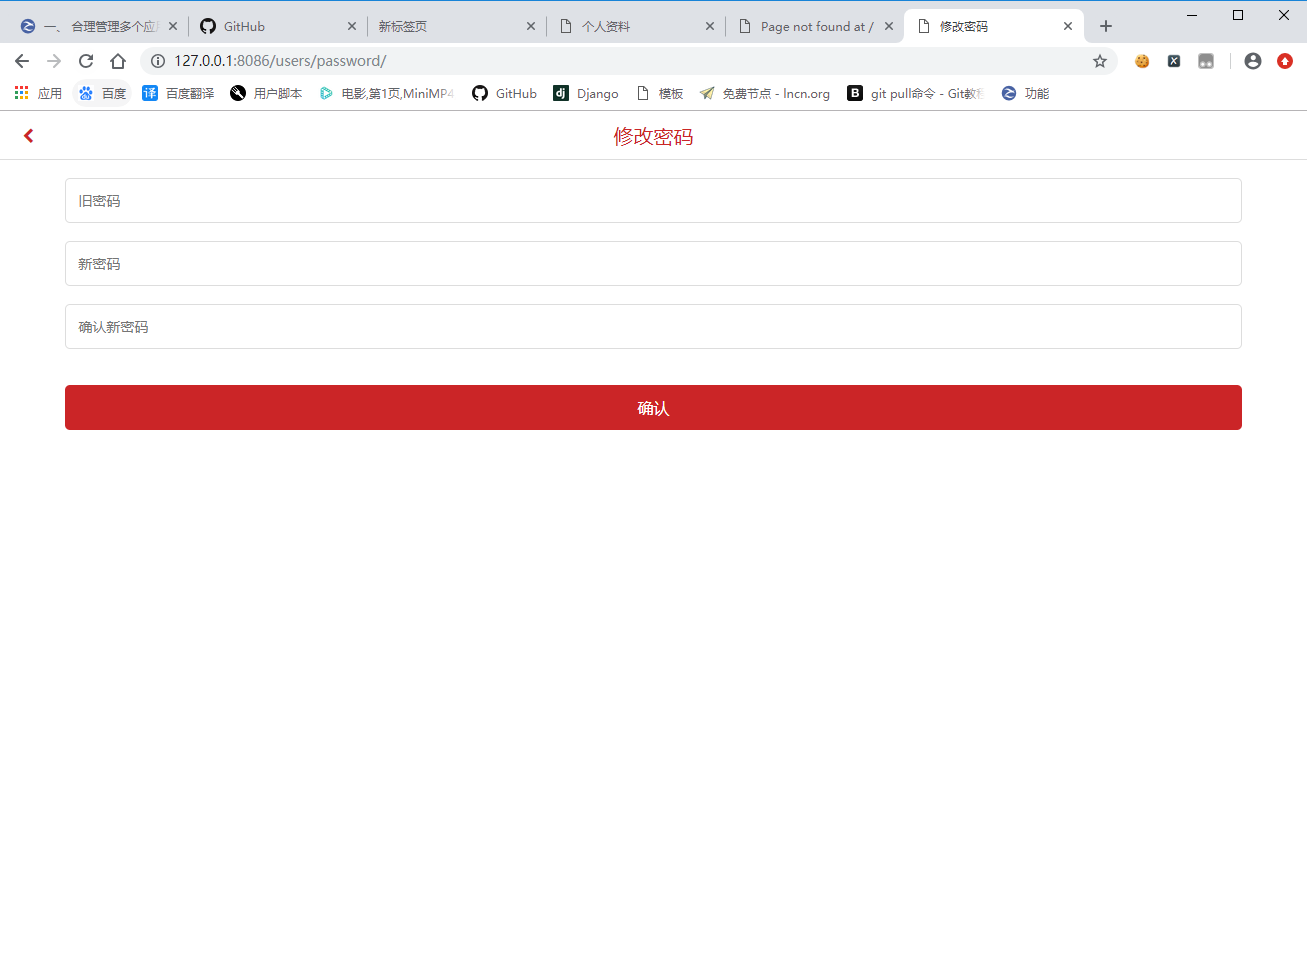 一、 合理管理多个应
GitHub
新标签页
个人资料
Page not found at /
修改密码
127.0.0.1:8086/users/password/
应用
百度
译
百度翻译
用户脚本
电影,第1页,MiniMP4
GitHub
dj
Django
模板
免费节点 - lncn.org
B
git pull命令 - Git教程
功能
修改密码
旧密码
新密码
确认新密码
确认